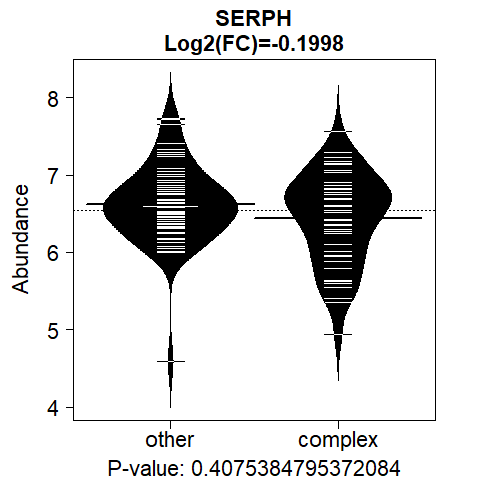 SERPH
Log2(FC)=-0.1998
Abundance
8
7
6
5
4
other complex
P-value: 0.4075384795372084